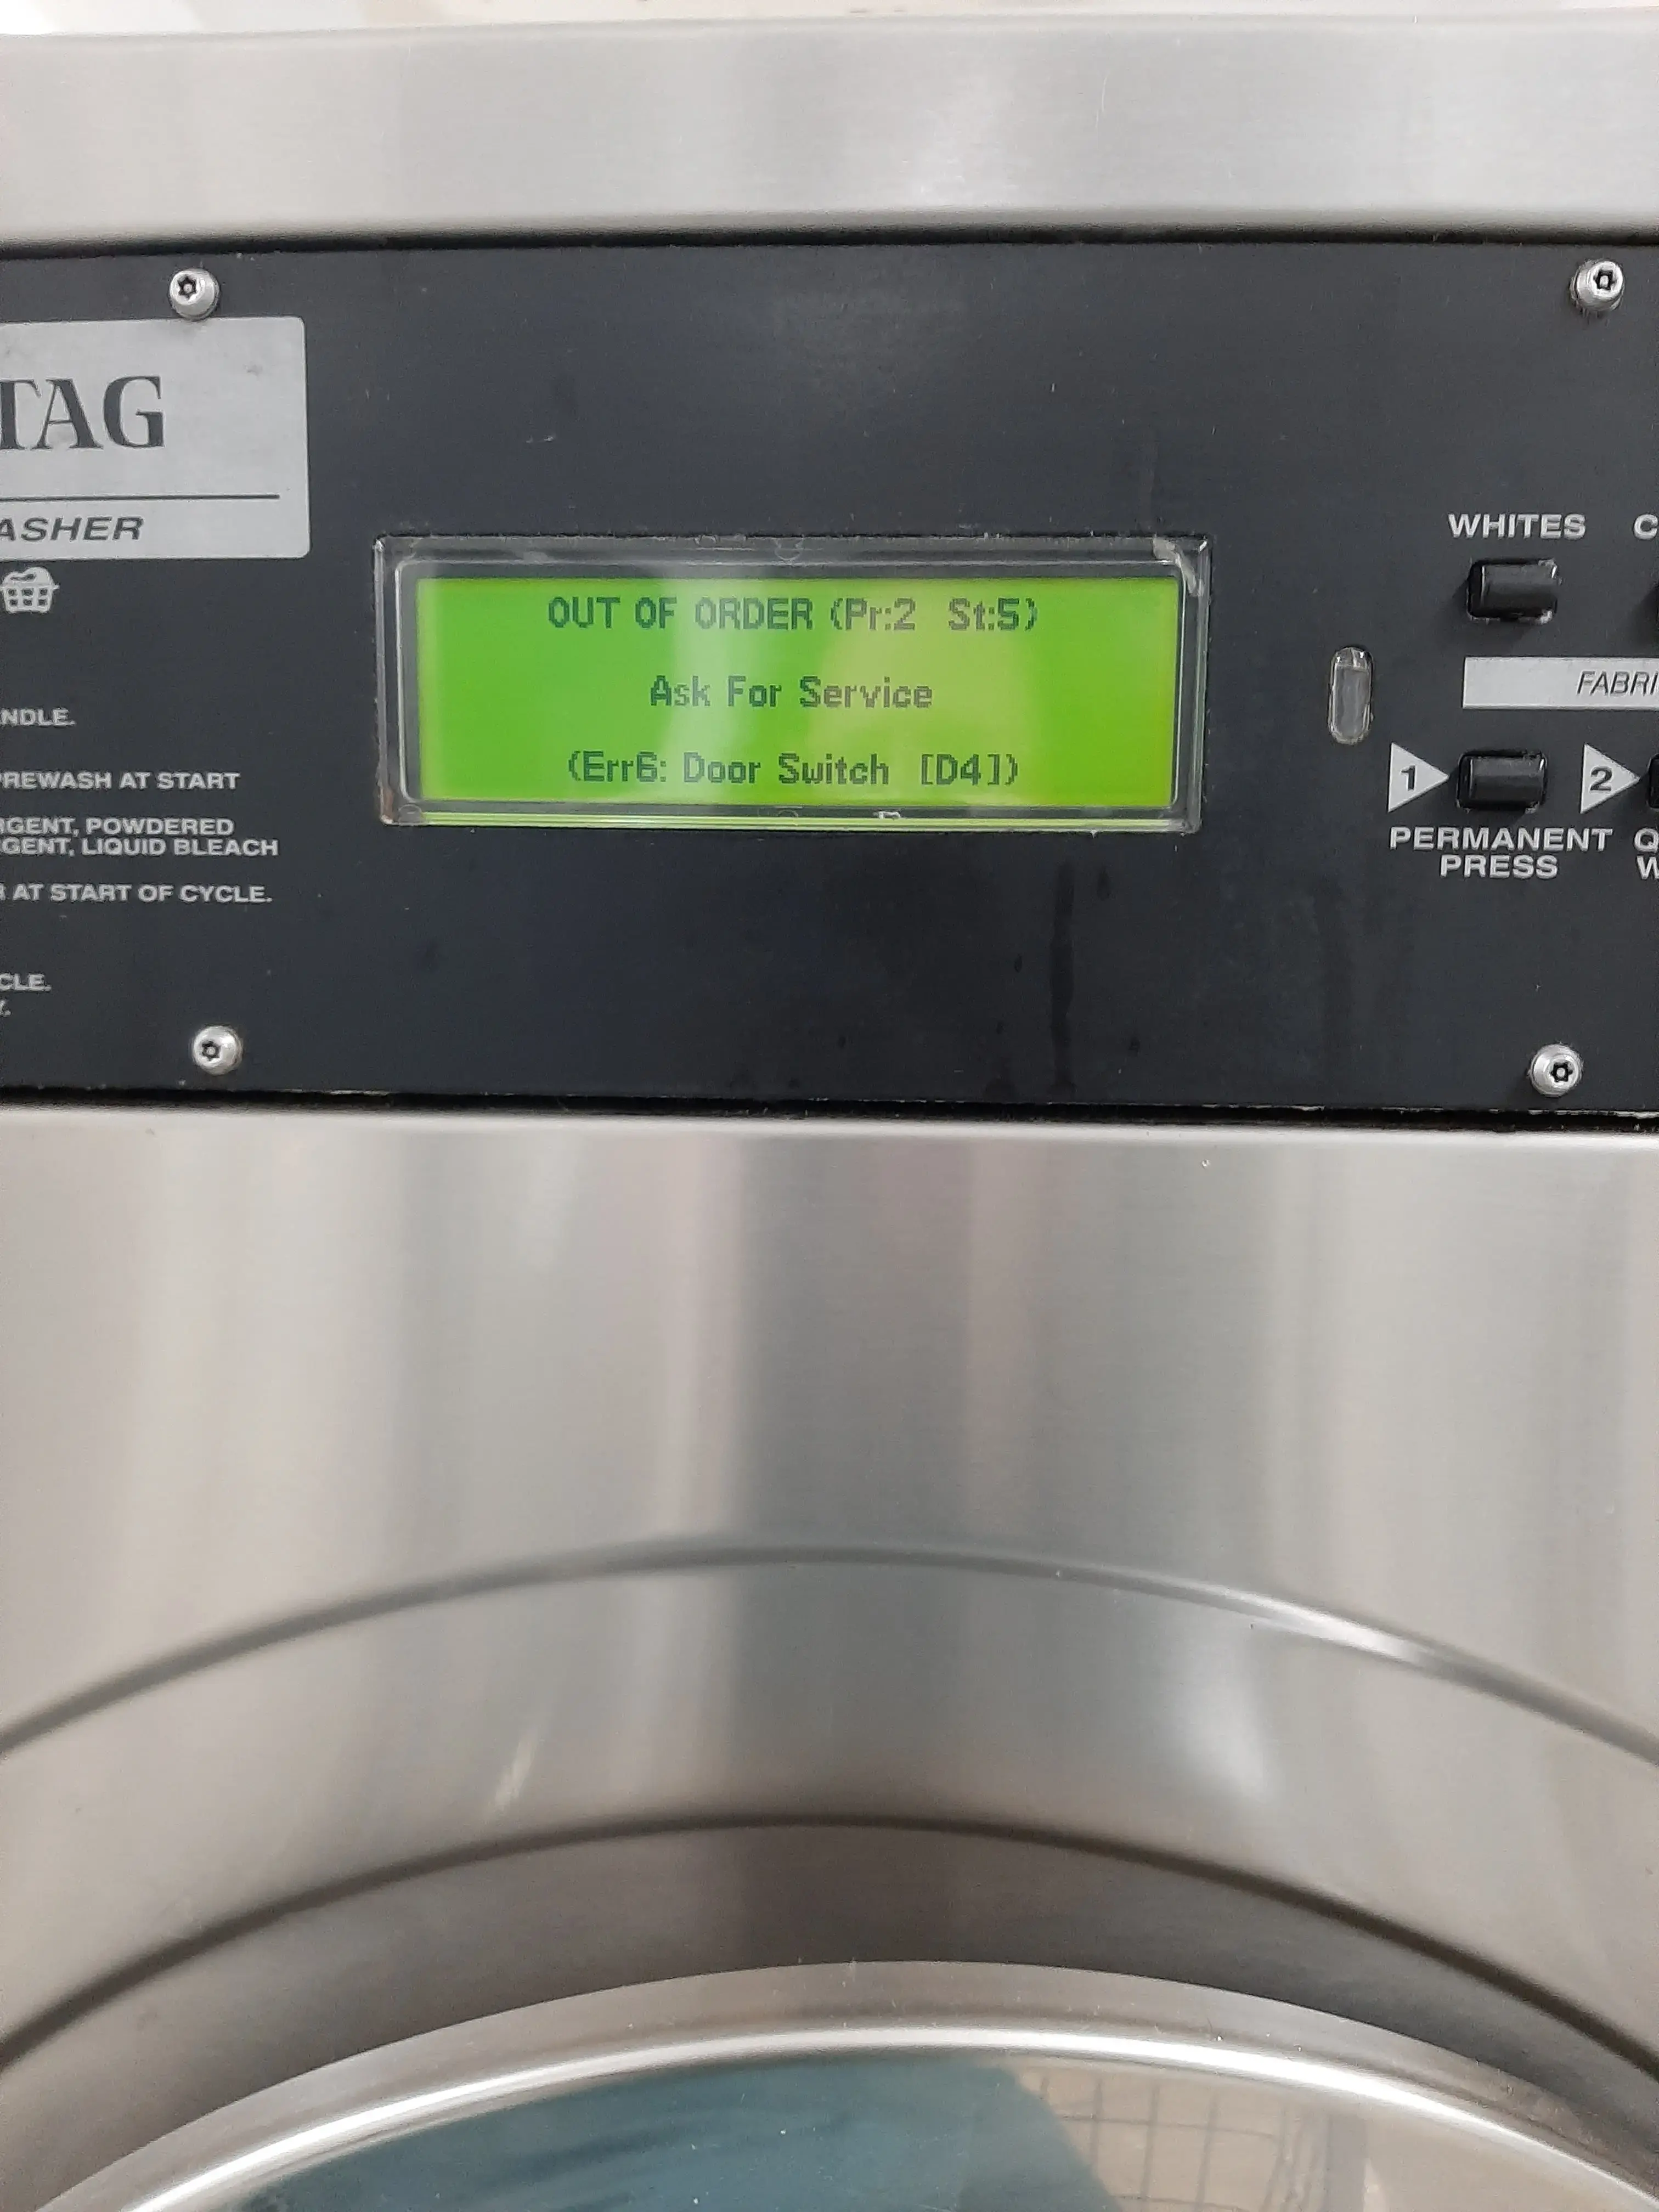 TAG
ASHER
NDLE.
PREWASH AT START
RGENT, POWDERED
GENT, LIQUID BLEACH
R AT START OF CYCLE.
CLE.
Y.
OUT OF ORDER (Pr:2 St:5)
Ask For Service
(Err6: Door Switch [D4])
WHITES C
FABRI
1 2
PERMANENT Q
PRESS W